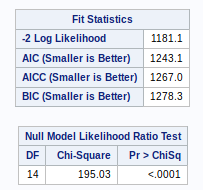 Fit Statistics
-2 Log Likelihood 1181.1
AIC (Smaller is Better) 1243.1
AICC (Smaller is Better) 1267.0
BIC (Smaller is Better) 1278.3
Null Model Likelihood Ratio Test
DF Chi-Square Pr > ChiSq
14 195.03 <.0001